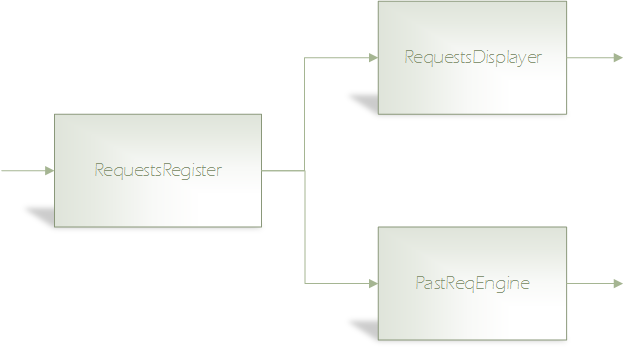 RequestsDisplayer
RequestsRegister
PastReqEngine